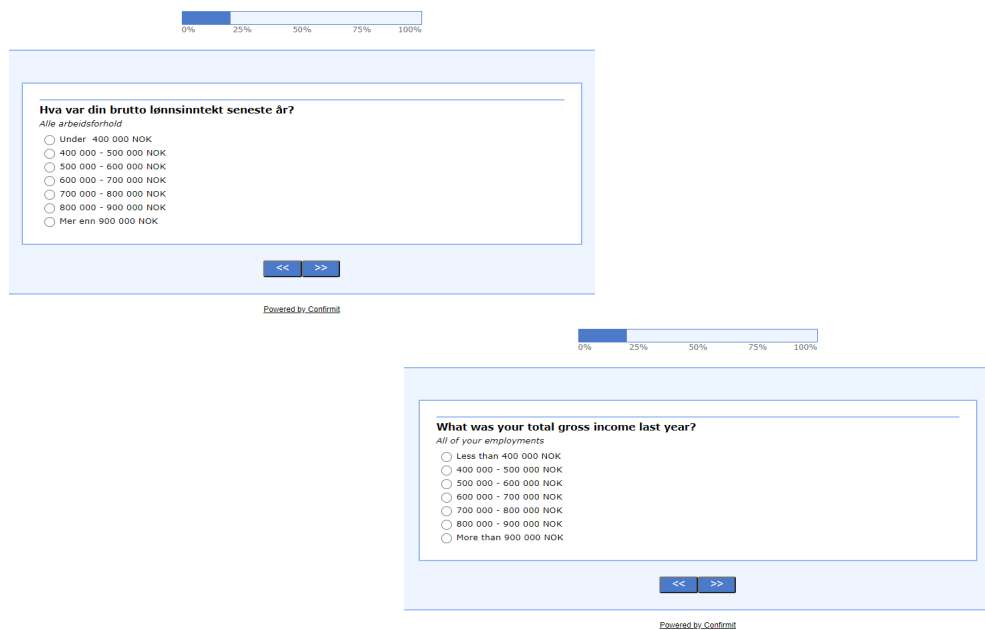 0% 25% 50% 75% 100%
Hva var din brutto lønnsinntekt seneste år?
Alle arbeidsforhold
Under 400 000 NOK
400 000 - 500 000 NOK
500 000 - 600 000 NOK
600 000 - 700 000 NOK
700 000 - 800 000 NOK
800 000 - 900 000 NOK
Mer enn 900 000 NOK
<< >>
Powered by Confirmit
0% 25% 50% 75% 100%
What was your total gross income last year?
All of your employments
Less than 400 000 NOK
400 000 - 500 000 NOK
500 000 - 600 000 NOK
600 000 - 700 000 NOK
700 000 - 800 000 NOK
800 000 - 900 000 NOK
More than 900 000 NOK
<< >>
Powered by Confirmit